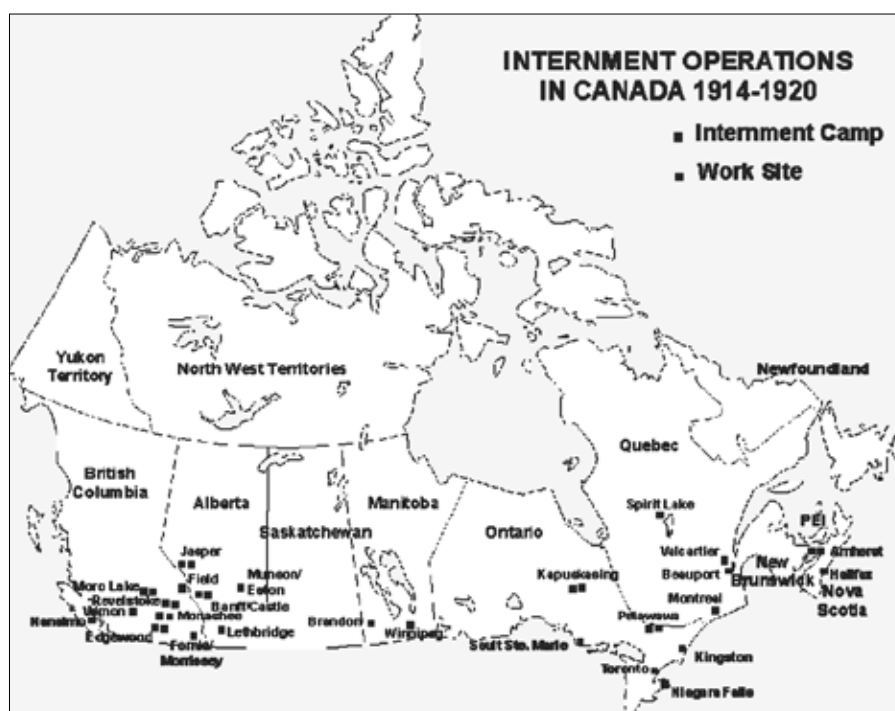 INTERNMENT OPERATIONS
IN CANADA 1914-1920
Internment Camp
Work Site
Yukon
Territory
North West Territories
Newfoundland
British
Columbia
Alberta
Saskatchewan
Manitoba
Ontario
Quebec
Spirit Lake
PEI
Jasper
Valcartier
Amherst
Field
Munson/
Eston
Kapuskasing
Beauport
New
Brunswick
Halifax
Nova
Scotia
Moro Lake
Revelstoke
Banff/Castle
Montreal
Vernon
Monashee
Nanaimo
Edgewood
Lethbridge
Brandon
Winnipeg
Petawawa
Fernie/
Morrissey
Sault Ste. Marie
Kingston
Toronto
Niagara Falls